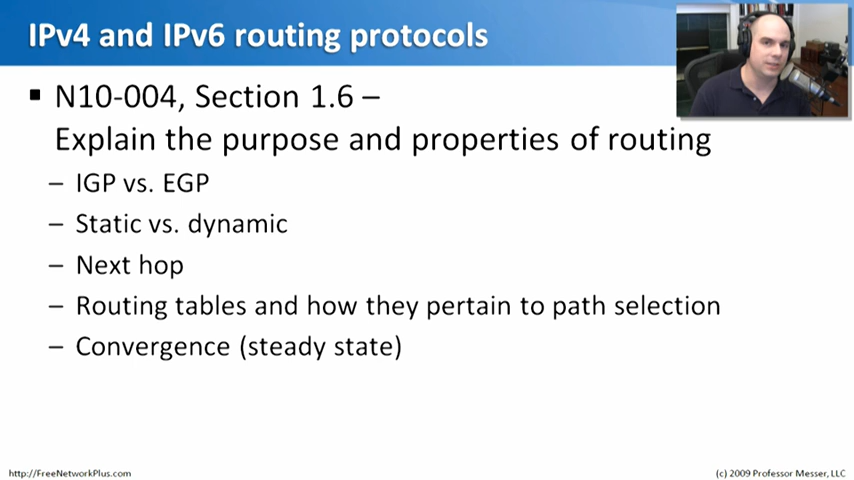 IPv4 and IPv6 routing protocols
▪ N10-004, Section 1.6 –
Explain the purpose and properties of routing
– IGP vs. EGP
– Static vs. dynamic
– Next hop
– Routing tables and how they pertain to path selection
– Convergence (steady state)
http://FreeNetworkPlus.com
(c) 2009 Professor Messer, LLC